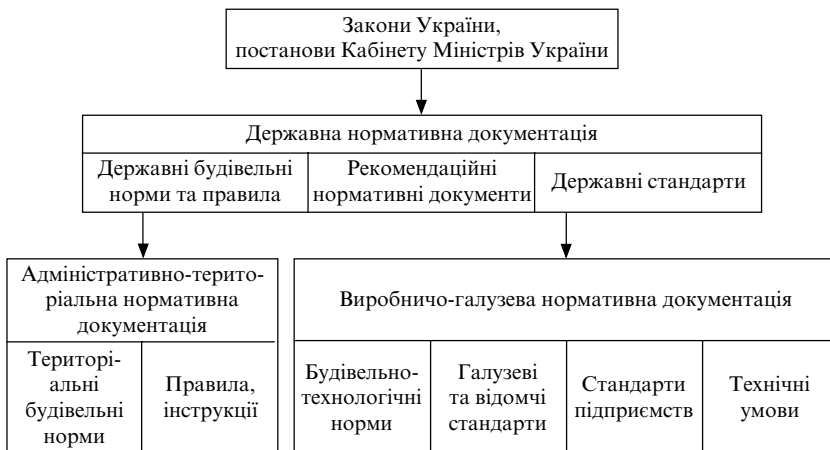 Закони України,
постанови Кабінету Міністрів України
Державна нормативна документація
Державні будівельні
норми та правила
Рекомендаційні
нормативні документи
Державні стандарти
Адміністративно-терито-
ріальна нормативна
документація
Територі-
альні
будівельні
норми
Правила,
інструкції
Виробничо-галузева нормативна документація
Будівельно-
технологічні
норми
Галузеві
та відомчі
стандарти
Стандарти
підприємств
Технічні
умови